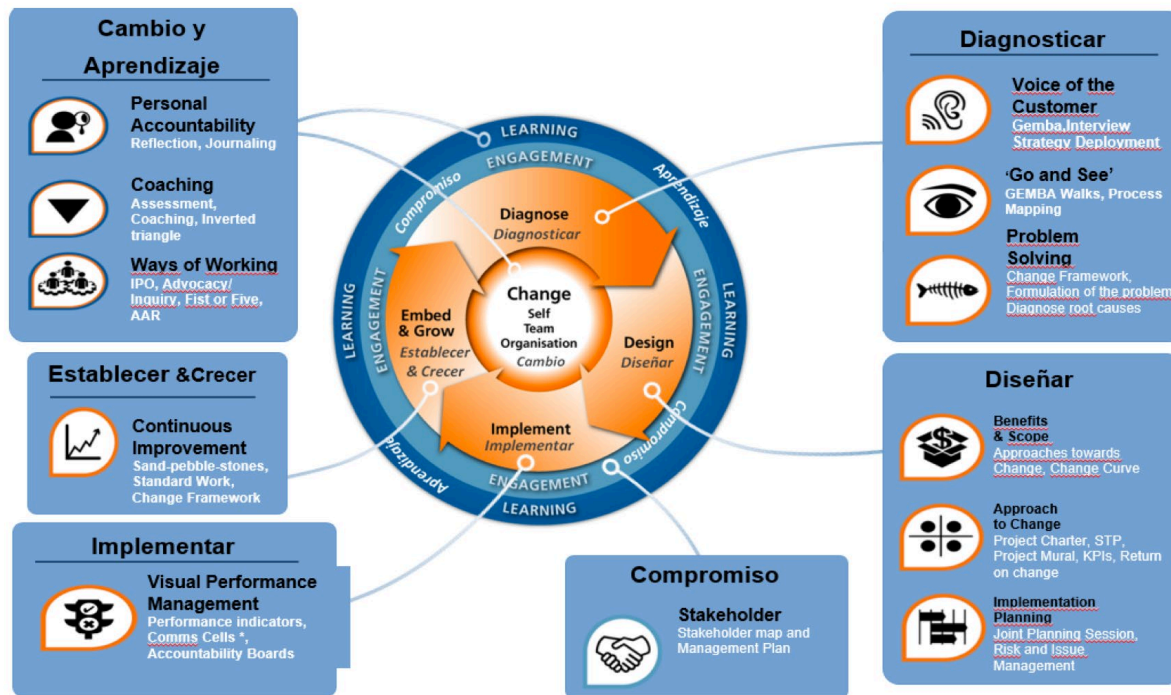 Cambio y
Aprendizaje
Personal
Accountability
Reflection, Journaling
Coaching
Assessment,
Coaching, Inverted
triangle
Ways of Working
IPO, Advocacy/
Inquiry, Fist or Five,
AAR
Establecer &Crecer
Continuous
Improvement
Sand-pebble-stones,
Standard Work,
Change Framework
Implementar
Visual Performance
Management
Performance indicators,
Comms Cells *,
Accountability Boards
LEARNING
ENGAGEMENT
Compromiso
Aprendizaje
Diagnose
Diagnosticar
LEARNING
ENGAGEMENT
ENGAGEMENT
LEARNING
Change
Self
Team
Organisation
Cambio
Embed
& Grow
Establecer
& Crecer
Design
Diseñar
Implement
Implementar
Aprendizaje
Compromiso
ENGAGEMENT
LEARNING
Compromiso
Stakeholder
Stakeholder map and
Management Plan
Diagnosticar
Voice of the
Customer
Gemba,Interview
Strategy Deployment
‘Go and See’
GEMBA Walks, Process
Mapping
Problem
Solving
Change Framework,
Formulation of the problem
Diagnose root causes
Diseñar
Benefits
& Scope
Approaches towards
Change, Change Curve
Approach
to Change
Project Charter, STP,
Project Mural, KPIs, Return
on change
Implementation
Planning
Joint Planning Session,
Risk and Issue
Management